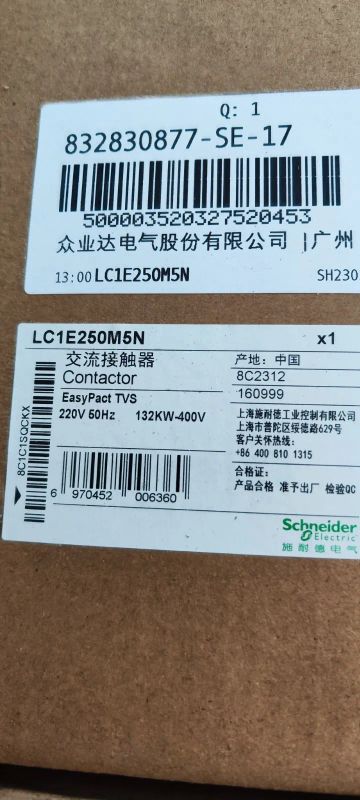 Q: 1
832830877-SE-17
5000035203275204​53
众业达电气股份有限公司 |广州
13:00 LC1E250M5N
SH230
LC1E250M5N
x1
交流接触器
Contactor
EasyPact TVS
220V 50Hz 132KW-400V
8C1C1SQCKX
6 970452 006360
产地: 中国
8C2312
160999
上海施耐德工业控制有限公司
上海市普陀区绥德路629号
客户关怀热线:
+86 400 810 1315
合格证:
产品合格 准予出厂 检验QC
Schneider
Electric
施耐德电气